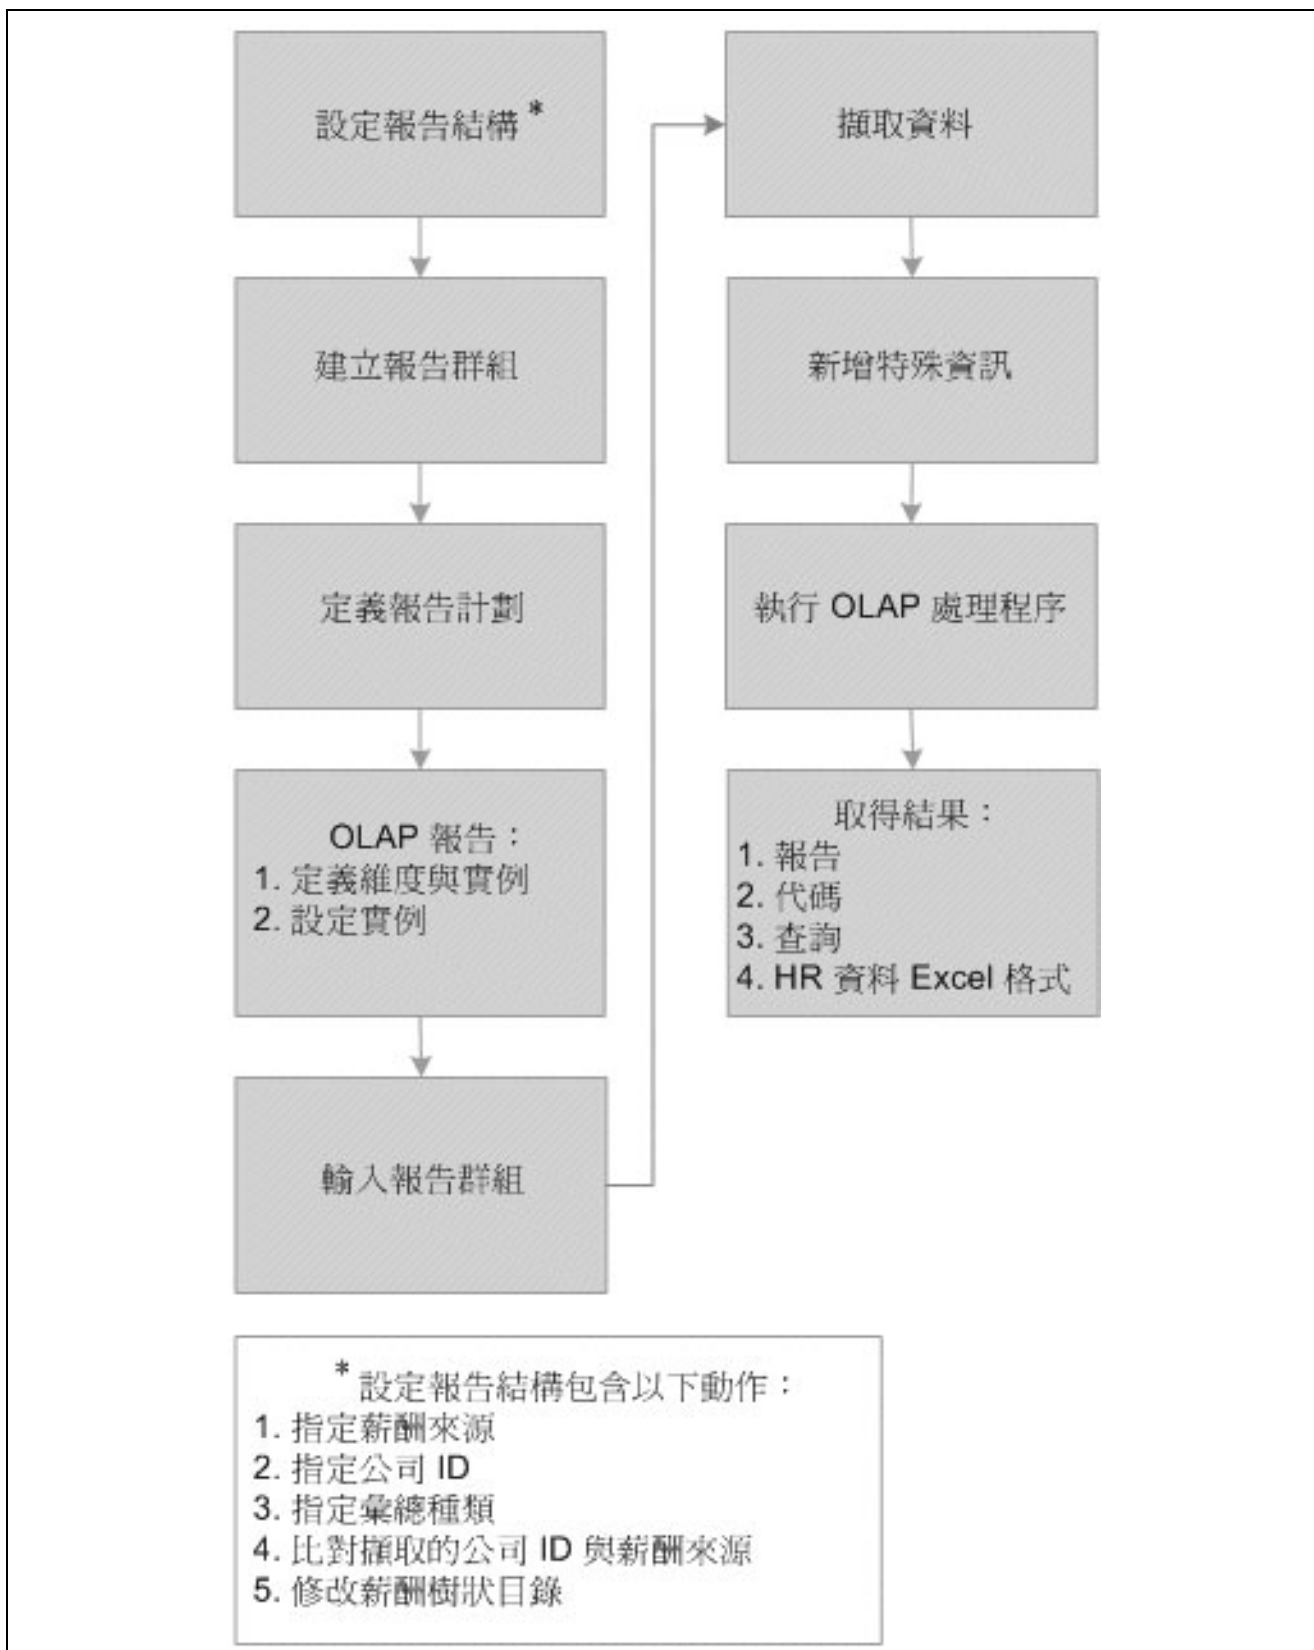 設定報告結構 *
建立報告群組
定義報告計劃
OLAP 報告：
1. 定義維度與實例
2. 設定實例
輸入報告群組
擷取資料
新增特殊資訊
執行 OLAP 處理程序
取得結果：
1. 報告
2. 代碼
3. 查詢
4. HR 資料 Excel 格式
* 設定報告結構包含以下動作：
1. 指定薪酬來源
2. 指定公司 ID
3. 指定彙總種類
4. 比對擷取的公司 ID 與薪酬來源
5. 修改薪酬樹狀目錄